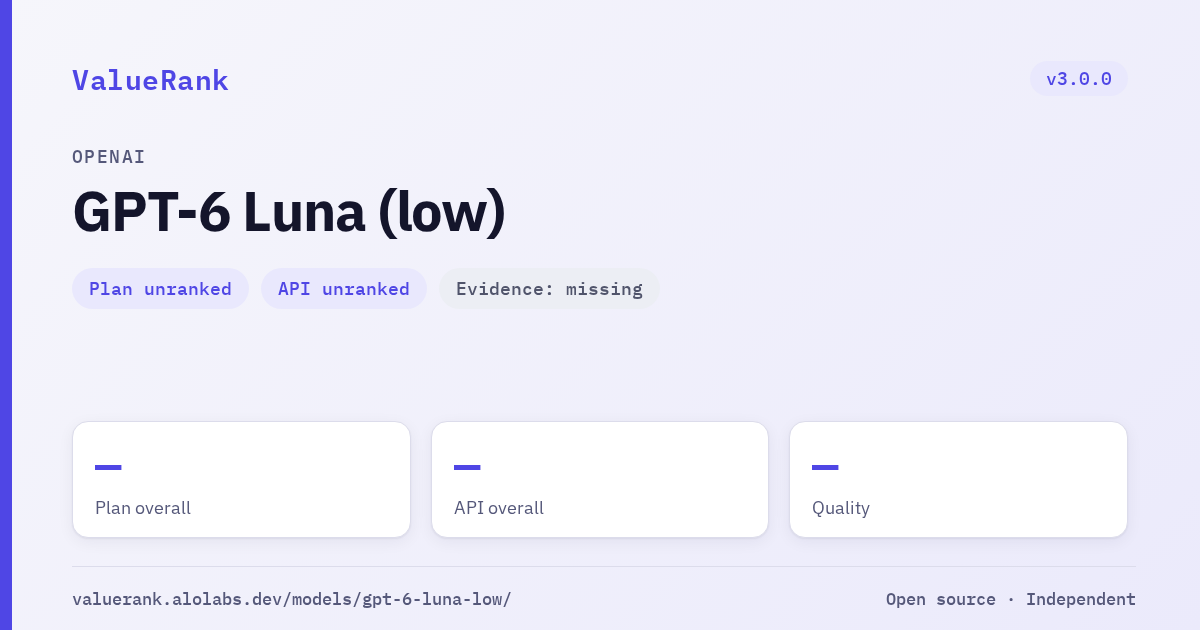 ValueRank
v3.0.0
OPENAI
GPT-6 Luna (low)
Plan unranked
API unranked
Evidence: missing
—
—
—
Plan overall
API overall
Quality
valuerank.alolabs.dev/models/gpt-6-luna-low/
Open source · Independent